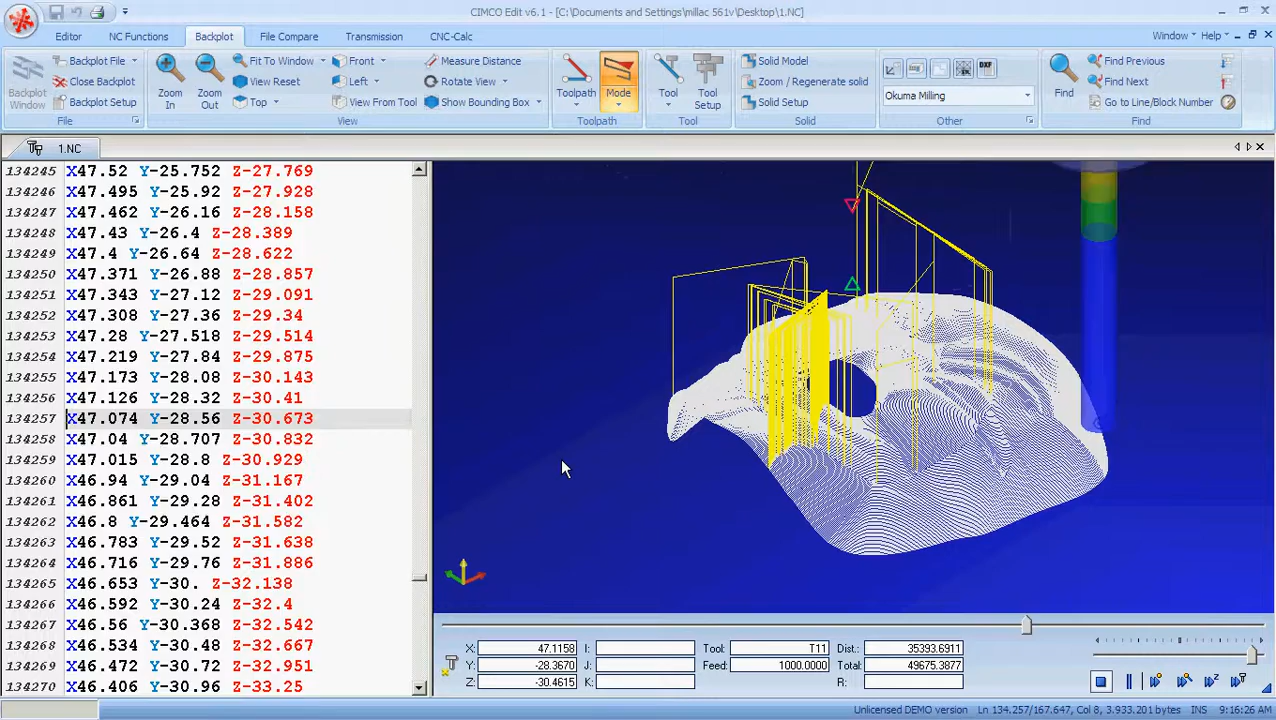 CIMCO Edit v6.1 - [C:\Documents and Settings\millac 561v\Desktop\1.NC]
Editor NC Functions Backplot File Compare Transmission CNC-Calc Window Help
Backplot Window
Backplot File
Close Backplot
Backplot Setup
File
Zoom In
Zoom Out
Fit To Window
View Reset
Top
Front
Left
View From Tool
Measure Distance
Rotate View
Show Bounding Box
View
Toolpath
Mode
Toolpath
Tool
Tool Setup
Tool
Solid Model
Zoom / Regenerate solid
Solid Setup
Solid
DXF
Okuma Milling
Other
Find
Find Previous
Find Next
Go to Line/Block Number
Find
1.NC
134245 X47.52 Y-25.752 Z-27.769
134246 X47.495 Y-25.92 Z-27.928
134247 X47.462 Y-26.16 Z-28.158
134248 X47.43 Y-26.4 Z-28.389
134249 X47.4 Y-26.64 Z-28.622
134250 X47.371 Y-26.88 Z-28.857
134251 X47.343 Y-27.12 Z-29.091
134252 X47.308 Y-27.36 Z-29.34
134253 X47.28 Y-27.518 Z-29.514
134254 X47.219 Y-27.84 Z-29.875
134255 X47.173 Y-28.08 Z-30.143
134256 X47.126 Y-28.32 Z-30.41
134257 X47.074 Y-28.56 Z-30.673
134258 X47.04 Y-28.707 Z-30.832
134259 X47.015 Y-28.8 Z-30.929
134260 X46.94 Y-29.04 Z-31.167
134261 X46.861 Y-29.28 Z-31.402
134262 X46.8 Y-29.464 Z-31.582
134263 X46.783 Y-29.52 Z-31.638
134264 X46.716 Y-29.76 Z-31.886
134265 X46.653 Y-30. Z-32.138
134266 X46.592 Y-30.24 Z-32.4
134267 X46.56 Y-30.368 Z-32.542
134268 X46.534 Y-30.48 Z-32.667
134269 X46.472 Y-30.72 Z-32.951
134270 X46.406 Y-30.96 Z-33.25
X: 47.1158 I: Tool: T11 Dist.: 35393.6911
Y: -28.3670 J: Feed: 1000.0000 Total: 49675.3877
Z: -30.4615 K: R:
Unlicensed DEMO version Ln 134.257/167.647, Col 8, 3.933.201 bytes INS 9:16:26 AM